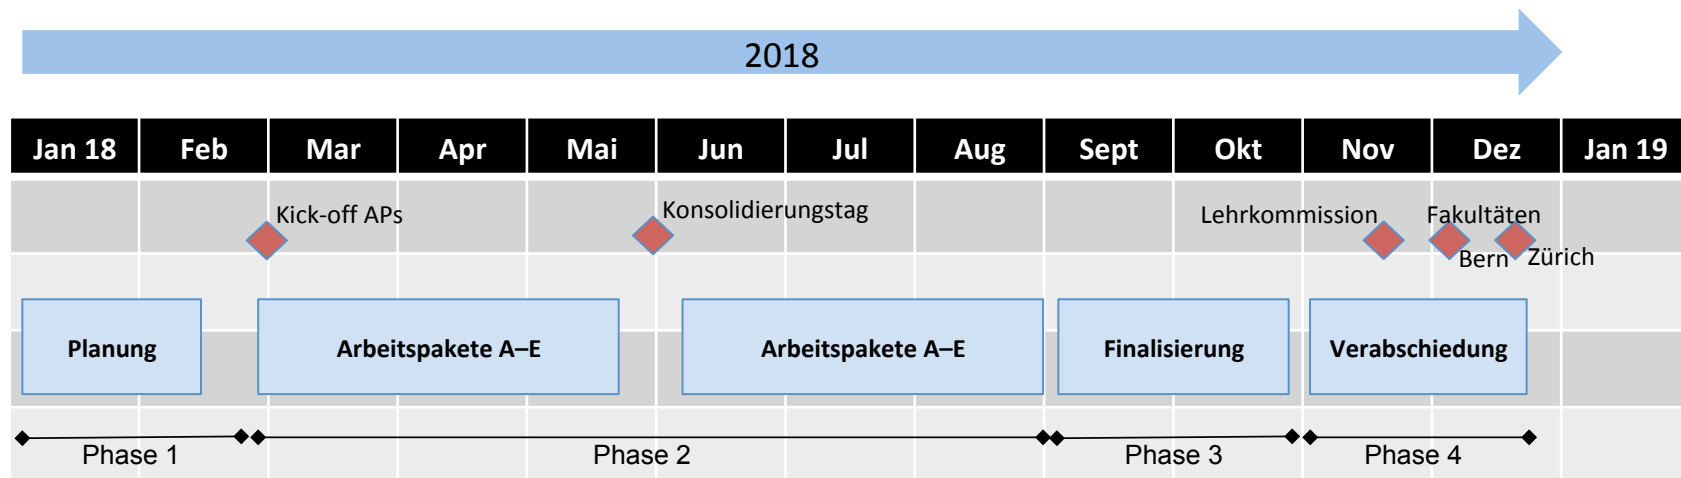 2018
Jan 18 Feb Mar Apr Mai Jun Jul Aug Sept Okt Nov Dez Jan 19
Kick-off APs Konsolidierungstag Lehrkommission Fakultäten
Bern Zürich
Planung Arbeitspakete A–E Arbeitspakete A–E Finalisierung Verabschiedung
Phase 1 Phase 2 Phase 3 Phase 4